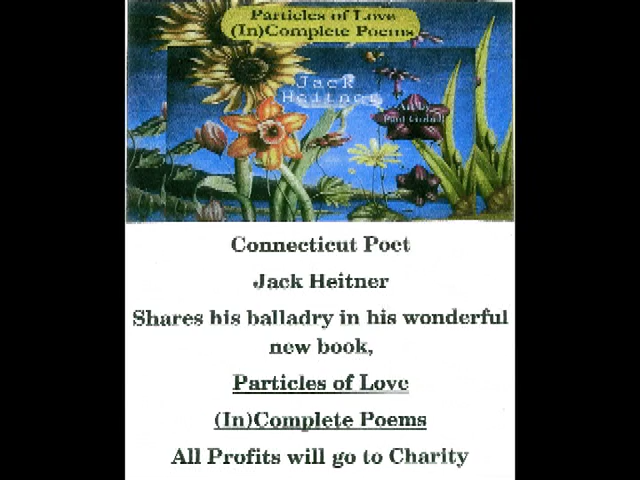 Particles of Love
(In)Complete Poems
Jack
Heitner
Connecticut Poet
Jack Heitner
Shares his balladry in his wonderful
new book,
Particles of Love
(In)Complete Poems
All Profits will go to Charity